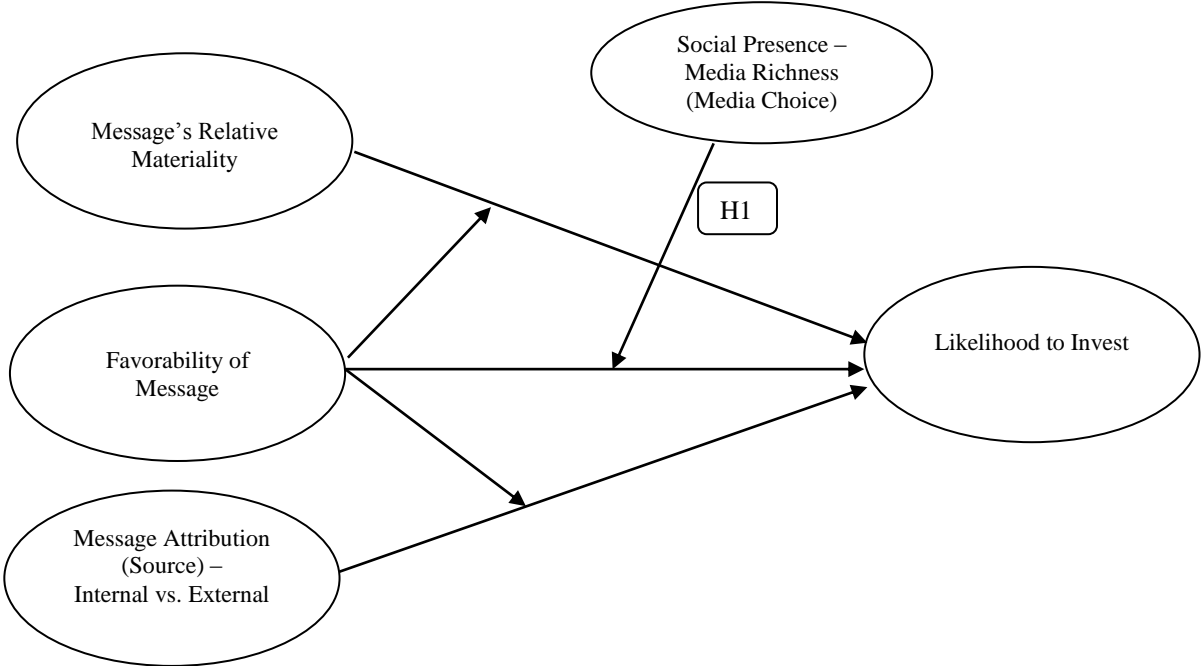 Social Presence –
Media Richness
(Media Choice)
Message’s Relative
Materiality
H1
Likelihood to Invest
Favorability of
Message
Message Attribution
(Source) –
Internal vs. External